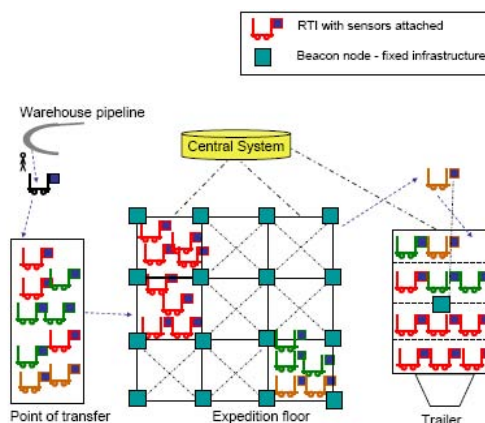 RTI with sensors attached
Beacon node - fixed infrastructure
Warehouse pipeline
Central System
Point of transfer
Expedition floor
Trailer